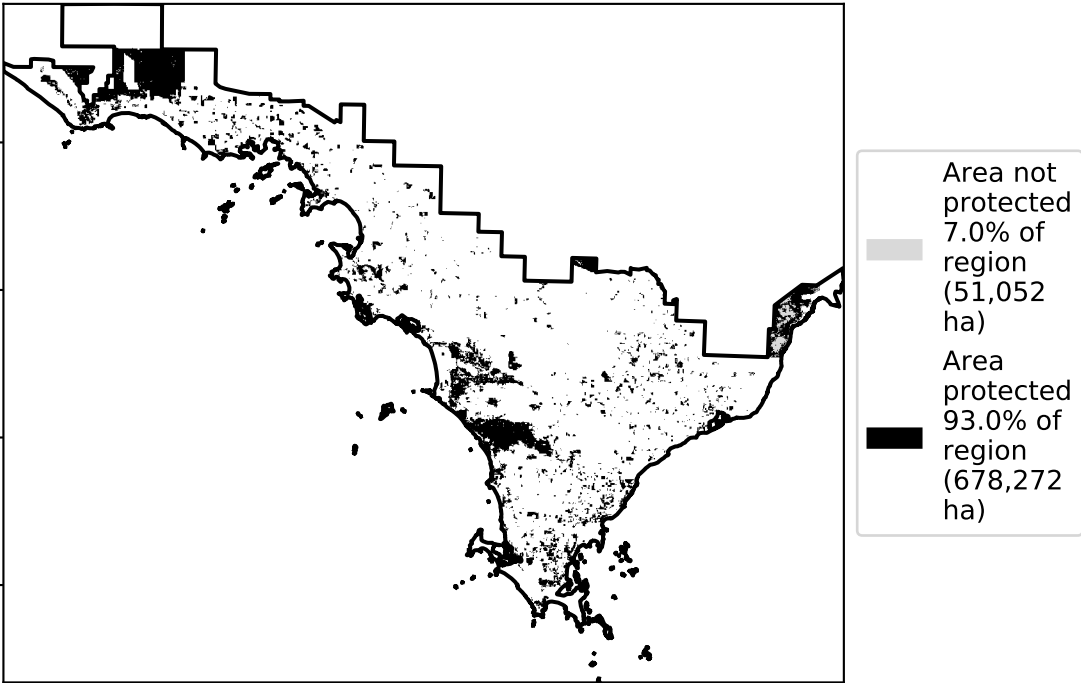 Area not
protected
7.0% of
region
(51,052
ha)
Area
protected
93.0% of
region
(678,272
ha)